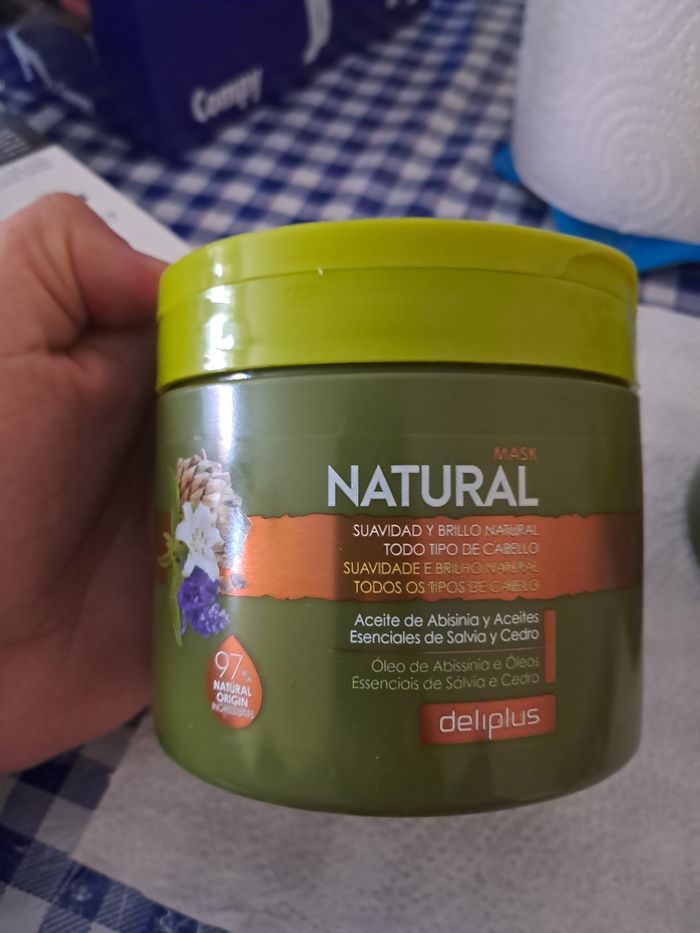 Compy
MASK
NATURAL
SUAVIDAD Y BRILLO NATURAL
TODO TIPO DE CABELLO
SUAVIDADE E BRILHO NATURAL
TODOS OS TIPOS DE CABELO
Aceite de Abisinia y Aceites
Esenciales de Salvia y Cedro
Óleo de Abissínia e Óleos
Essenciais de Sálvia e Cedro
97%
NATURAL
ORIGIN
INGREDIENTS
deliplus